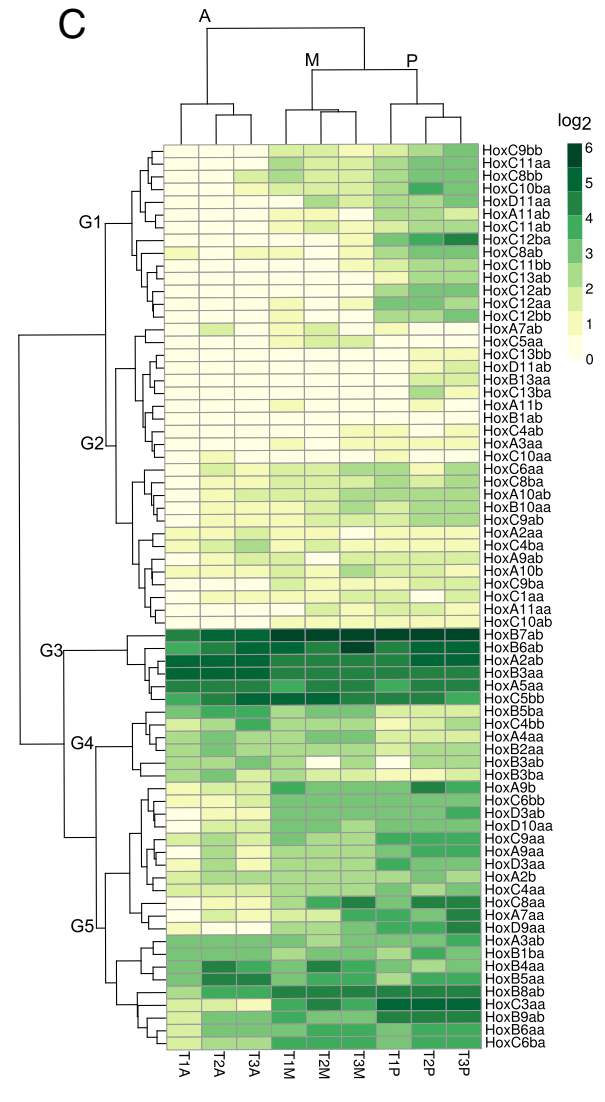 C
A
M
P
log2
6
5
4
3
2
1
0
G1
G2
G3
G4
G5
HoxC9bb
HoxC11aa
HoxC8bb
HoxC10ba
HoxD11aa
HoxA11ab
HoxC11ab
HoxC12ba
HoxC8ab
HoxC11bb
HoxC13ab
HoxC12ab
HoxC12aa
HoxC12bb
HoxA7ab
HoxC5aa
HoxC13bb
HoxD11ab
HoxB13aa
HoxC13ba
HoxA11b
HoxB1ab
HoxC4ab
HoxA3aa
HoxC10aa
HoxC6aa
HoxC8ba
HoxA10ab
HoxB10aa
HoxC9ab
HoxA2aa
HoxC4ba
HoxA9ab
HoxA10b
HoxC9ba
HoxC1aa
HoxA11aa
HoxC10ab
HoxB7ab
HoxB6ab
HoxA2ab
HoxB3aa
HoxA5aa
HoxC5bb
HoxB5ba
HoxC4bb
HoxA4aa
HoxB2aa
HoxB3ab
HoxB3ba
HoxA9b
HoxC6bb
HoxD3ab
HoxD10aa
HoxC9aa
HoxA9aa
HoxD3aa
HoxA2b
HoxC4aa
HoxC8aa
HoxA7aa
HoxD9aa
HoxA3ab
HoxB1ba
HoxB4aa
HoxB5aa
HoxB8ab
HoxC3aa
HoxB9ab
HoxB6aa
HoxC6ba
T1A
T2A
T3A
T1M
T2M
T3M
T1P
T2P
T3P